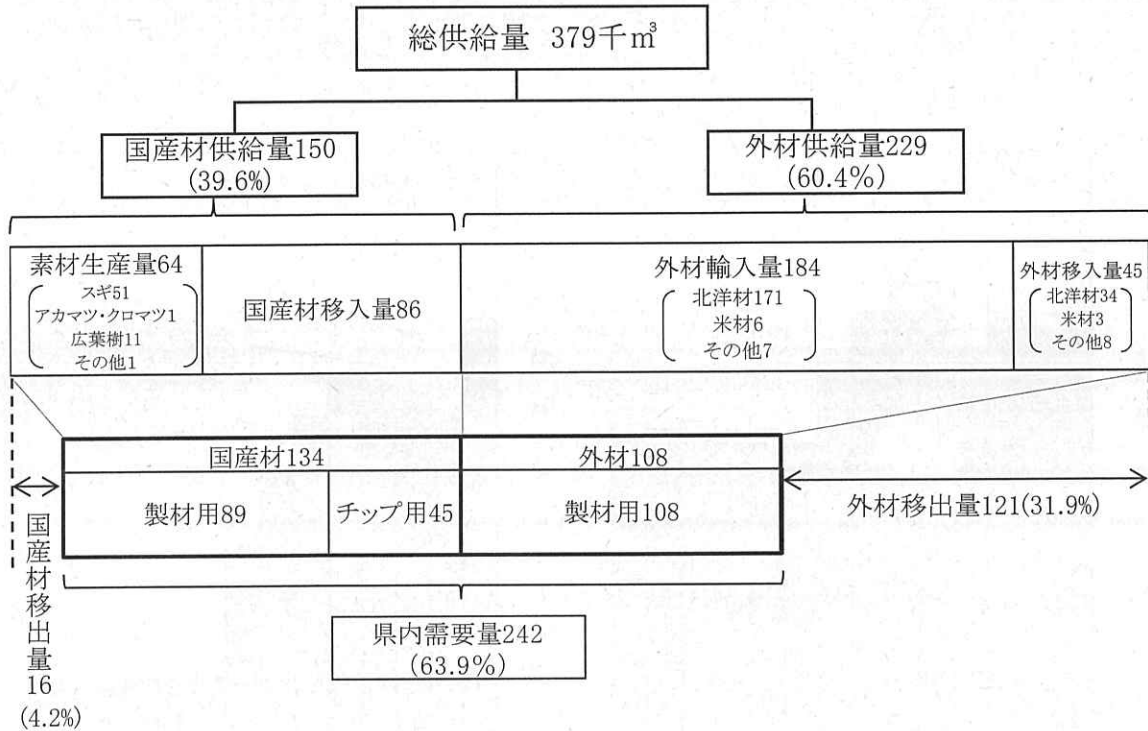 総供給量 379千㎥
国産材供給量150
(39.6%)
外材供給量229
(60.4%)
素材生産量64
スギ51
アカマツ・クロマツ1
広葉樹11
その他1
国産材移入量86
外材輸入量184
北洋材171
米材6
その他7
外材移入量45
北洋材34
米材3
その他8
国産材134
外材108
製材用89
チップ用45
製材用108
外材移出量121(31.9%)
国産材移出量16
(4.2%)
県内需要量242
(63.9%)